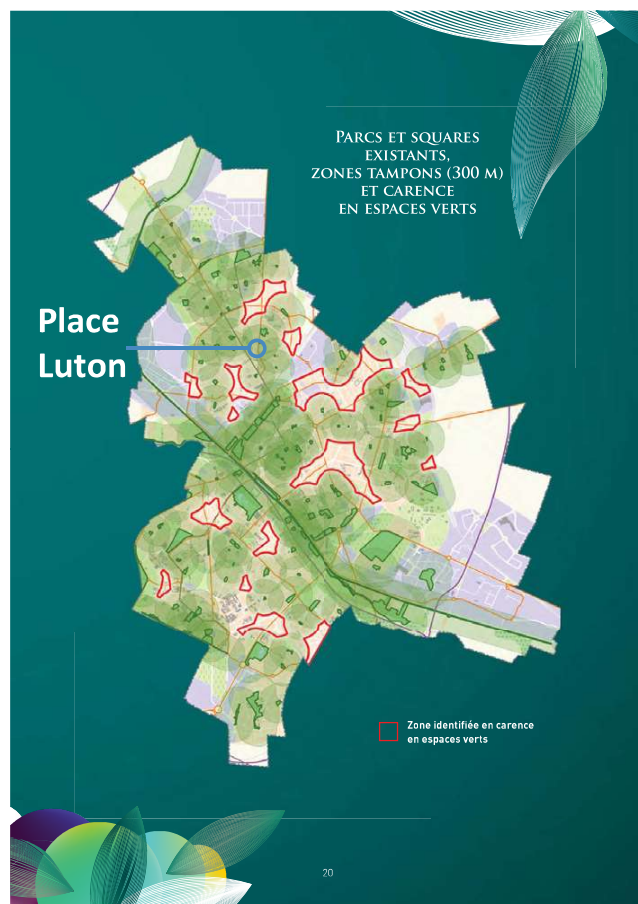 PARCS ET SQUARES
EXISTANTS,
ZONES TAMPONS (300 M)
ET CARENCE
EN ESPACES VERTS
Place
Luton
Zone identifiée en carence
en espaces verts
20